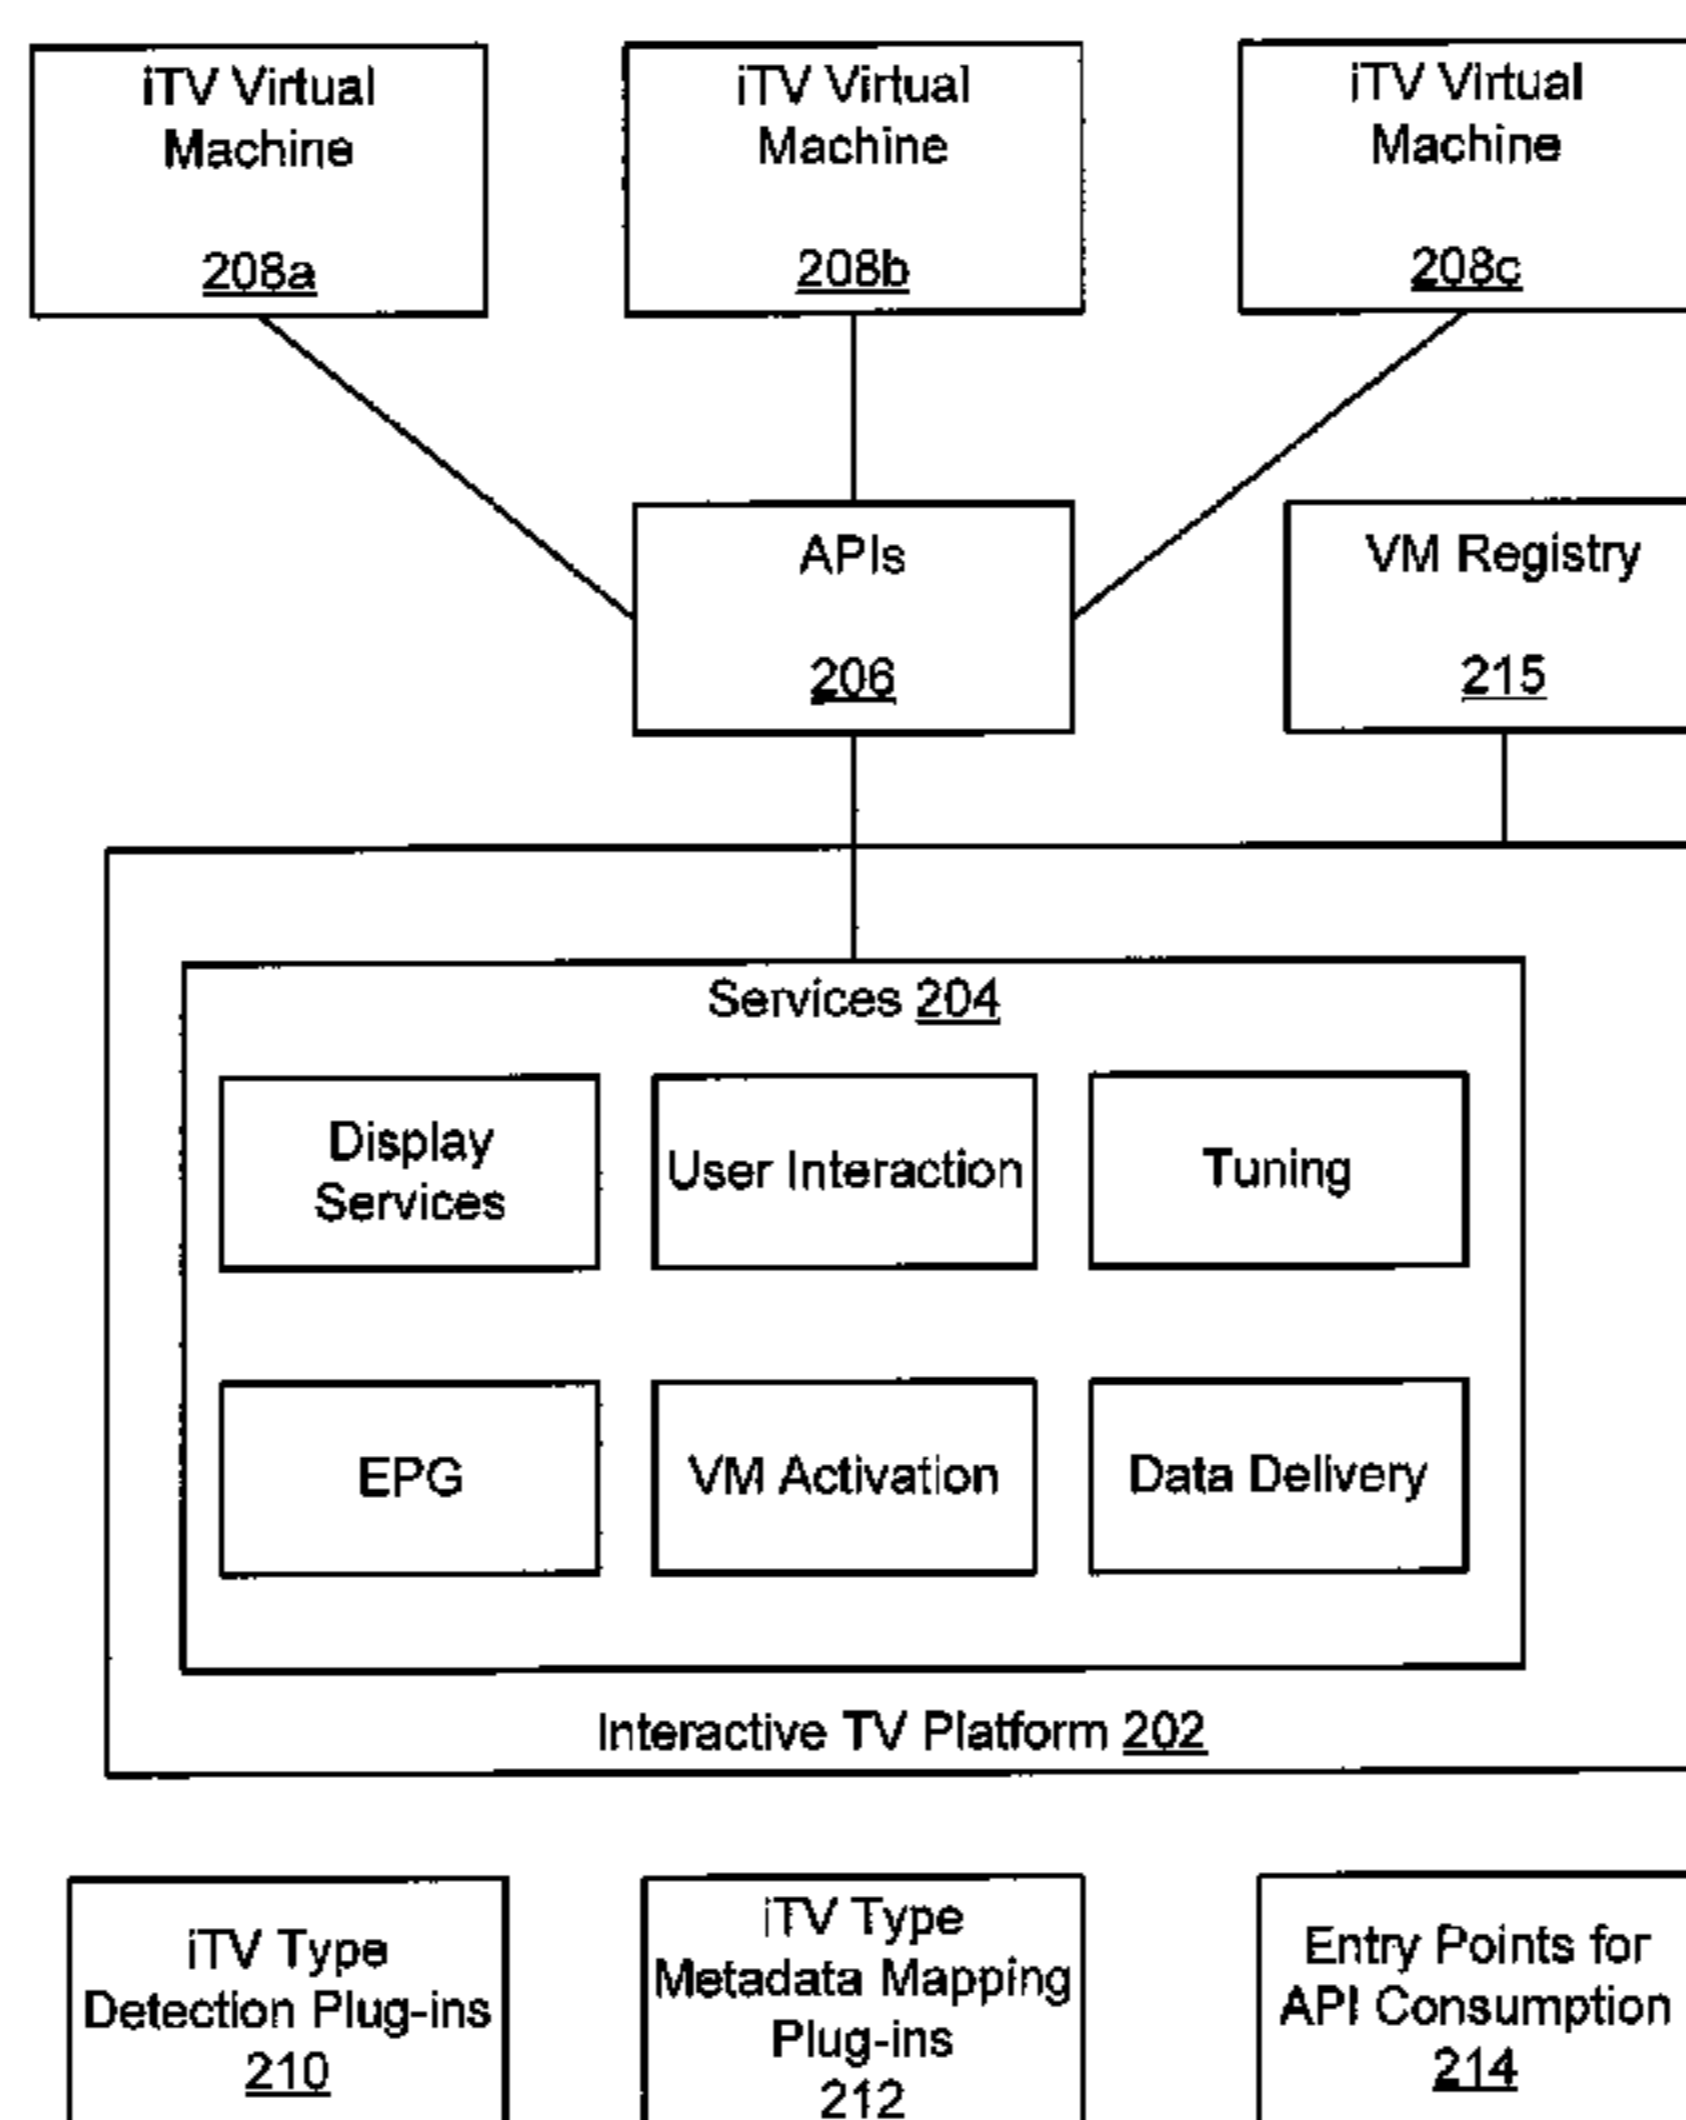 iTV Virtual
Machine
208a
iTV Virtual
Machine
208b
iTV Virtual
Machine
208c
APIs
206
VM Registry
215
Services 204
Display
Services
User Interaction
Tuning
EPG
VM Activation
Data Delivery
Interactive TV Platform 202
iTV Type
Detection Plug-ins
210
iTV Type
Metadata Mapping
Plug-ins
212
Entry Points for
API Consumption
214